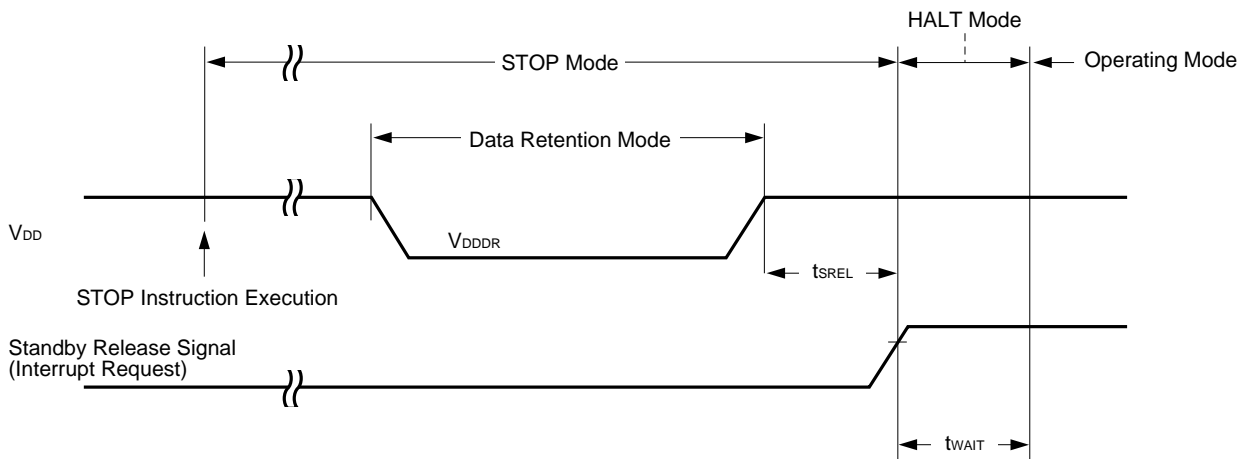 HALT Mode
STOP Mode
Operating Mode
Data Retention Mode
VDD
VDDDR
tSREL
STOP Instruction Execution
Standby Release Signal
(Interrupt Request)
tWAIT